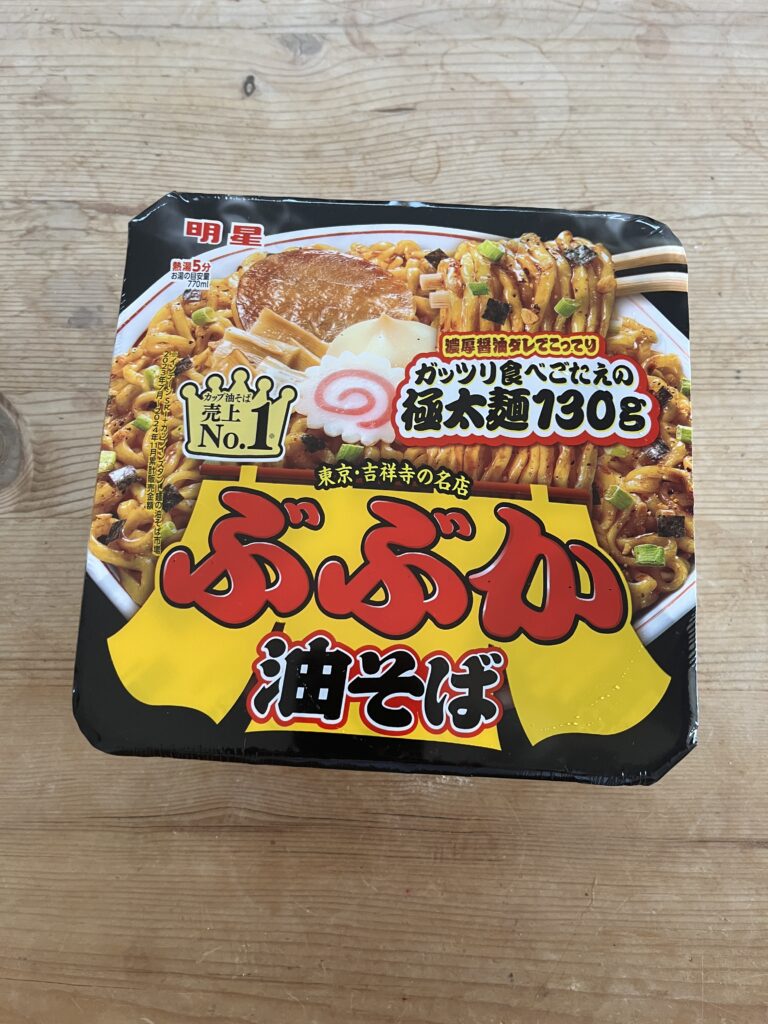 明星
熱湯5分
お湯の目安量
770ml
濃厚醤油ダレでこってり
ガッツリ食べごたえの
極太麺130g
カップ油そば
売上
No.1
東京・吉祥寺の名店
ぶぶか
油そば